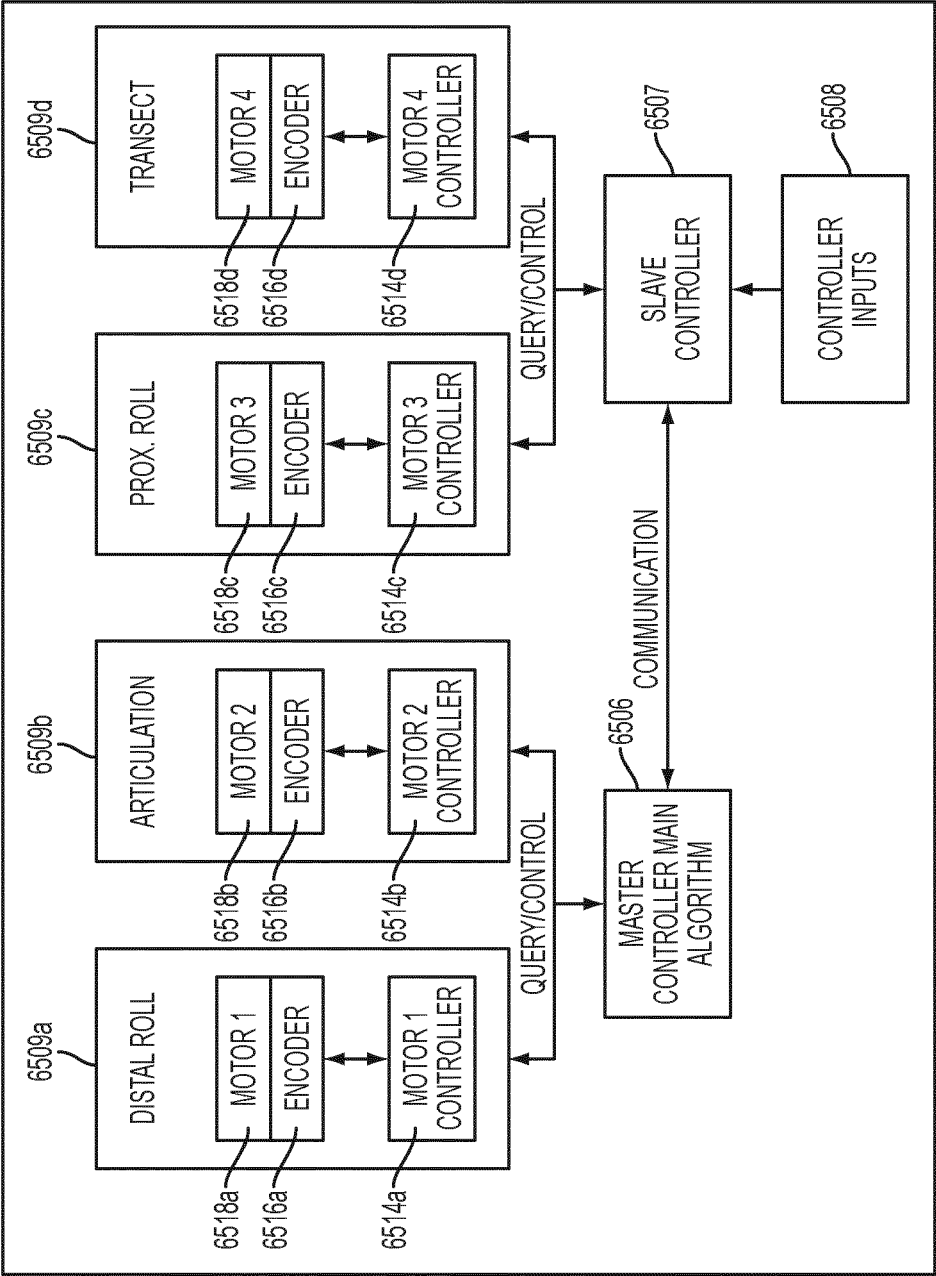 6509a
6509b
6509c
6509d
DISTAL ROLL
ARTICULATION
PROX. ROLL
TRANSECT
6518a
MOTOR 1
6516a
ENCODER
6514a
MOTOR 1
CONTROLLER
6518b
MOTOR 2
6516b
ENCODER
6514b
MOTOR 2
CONTROLLER
6518c
MOTOR 3
6516c
ENCODER
6514c
MOTOR 3
CONTROLLER
6518d
MOTOR 4
6516d
ENCODER
6514d
MOTOR 4
CONTROLLER
QUERY/CONTROL
QUERY/CONTROL
6506
MASTER
CONTROLLER MAIN
ALGORITHM
COMMUNICATION
SLAVE
CONTROLLER
6507
CONTROLLER
INPUTS
6508